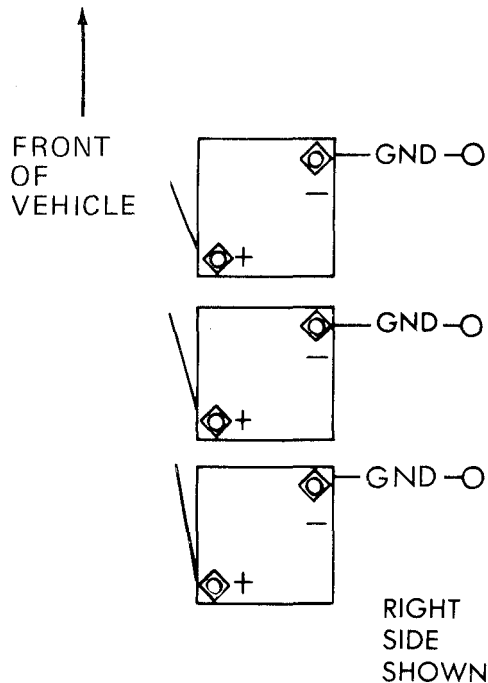 FRONT
OF
VEHICLE
GND
−
+
GND
−
+
GND
−
+
RIGHT
SIDE
SHOWN